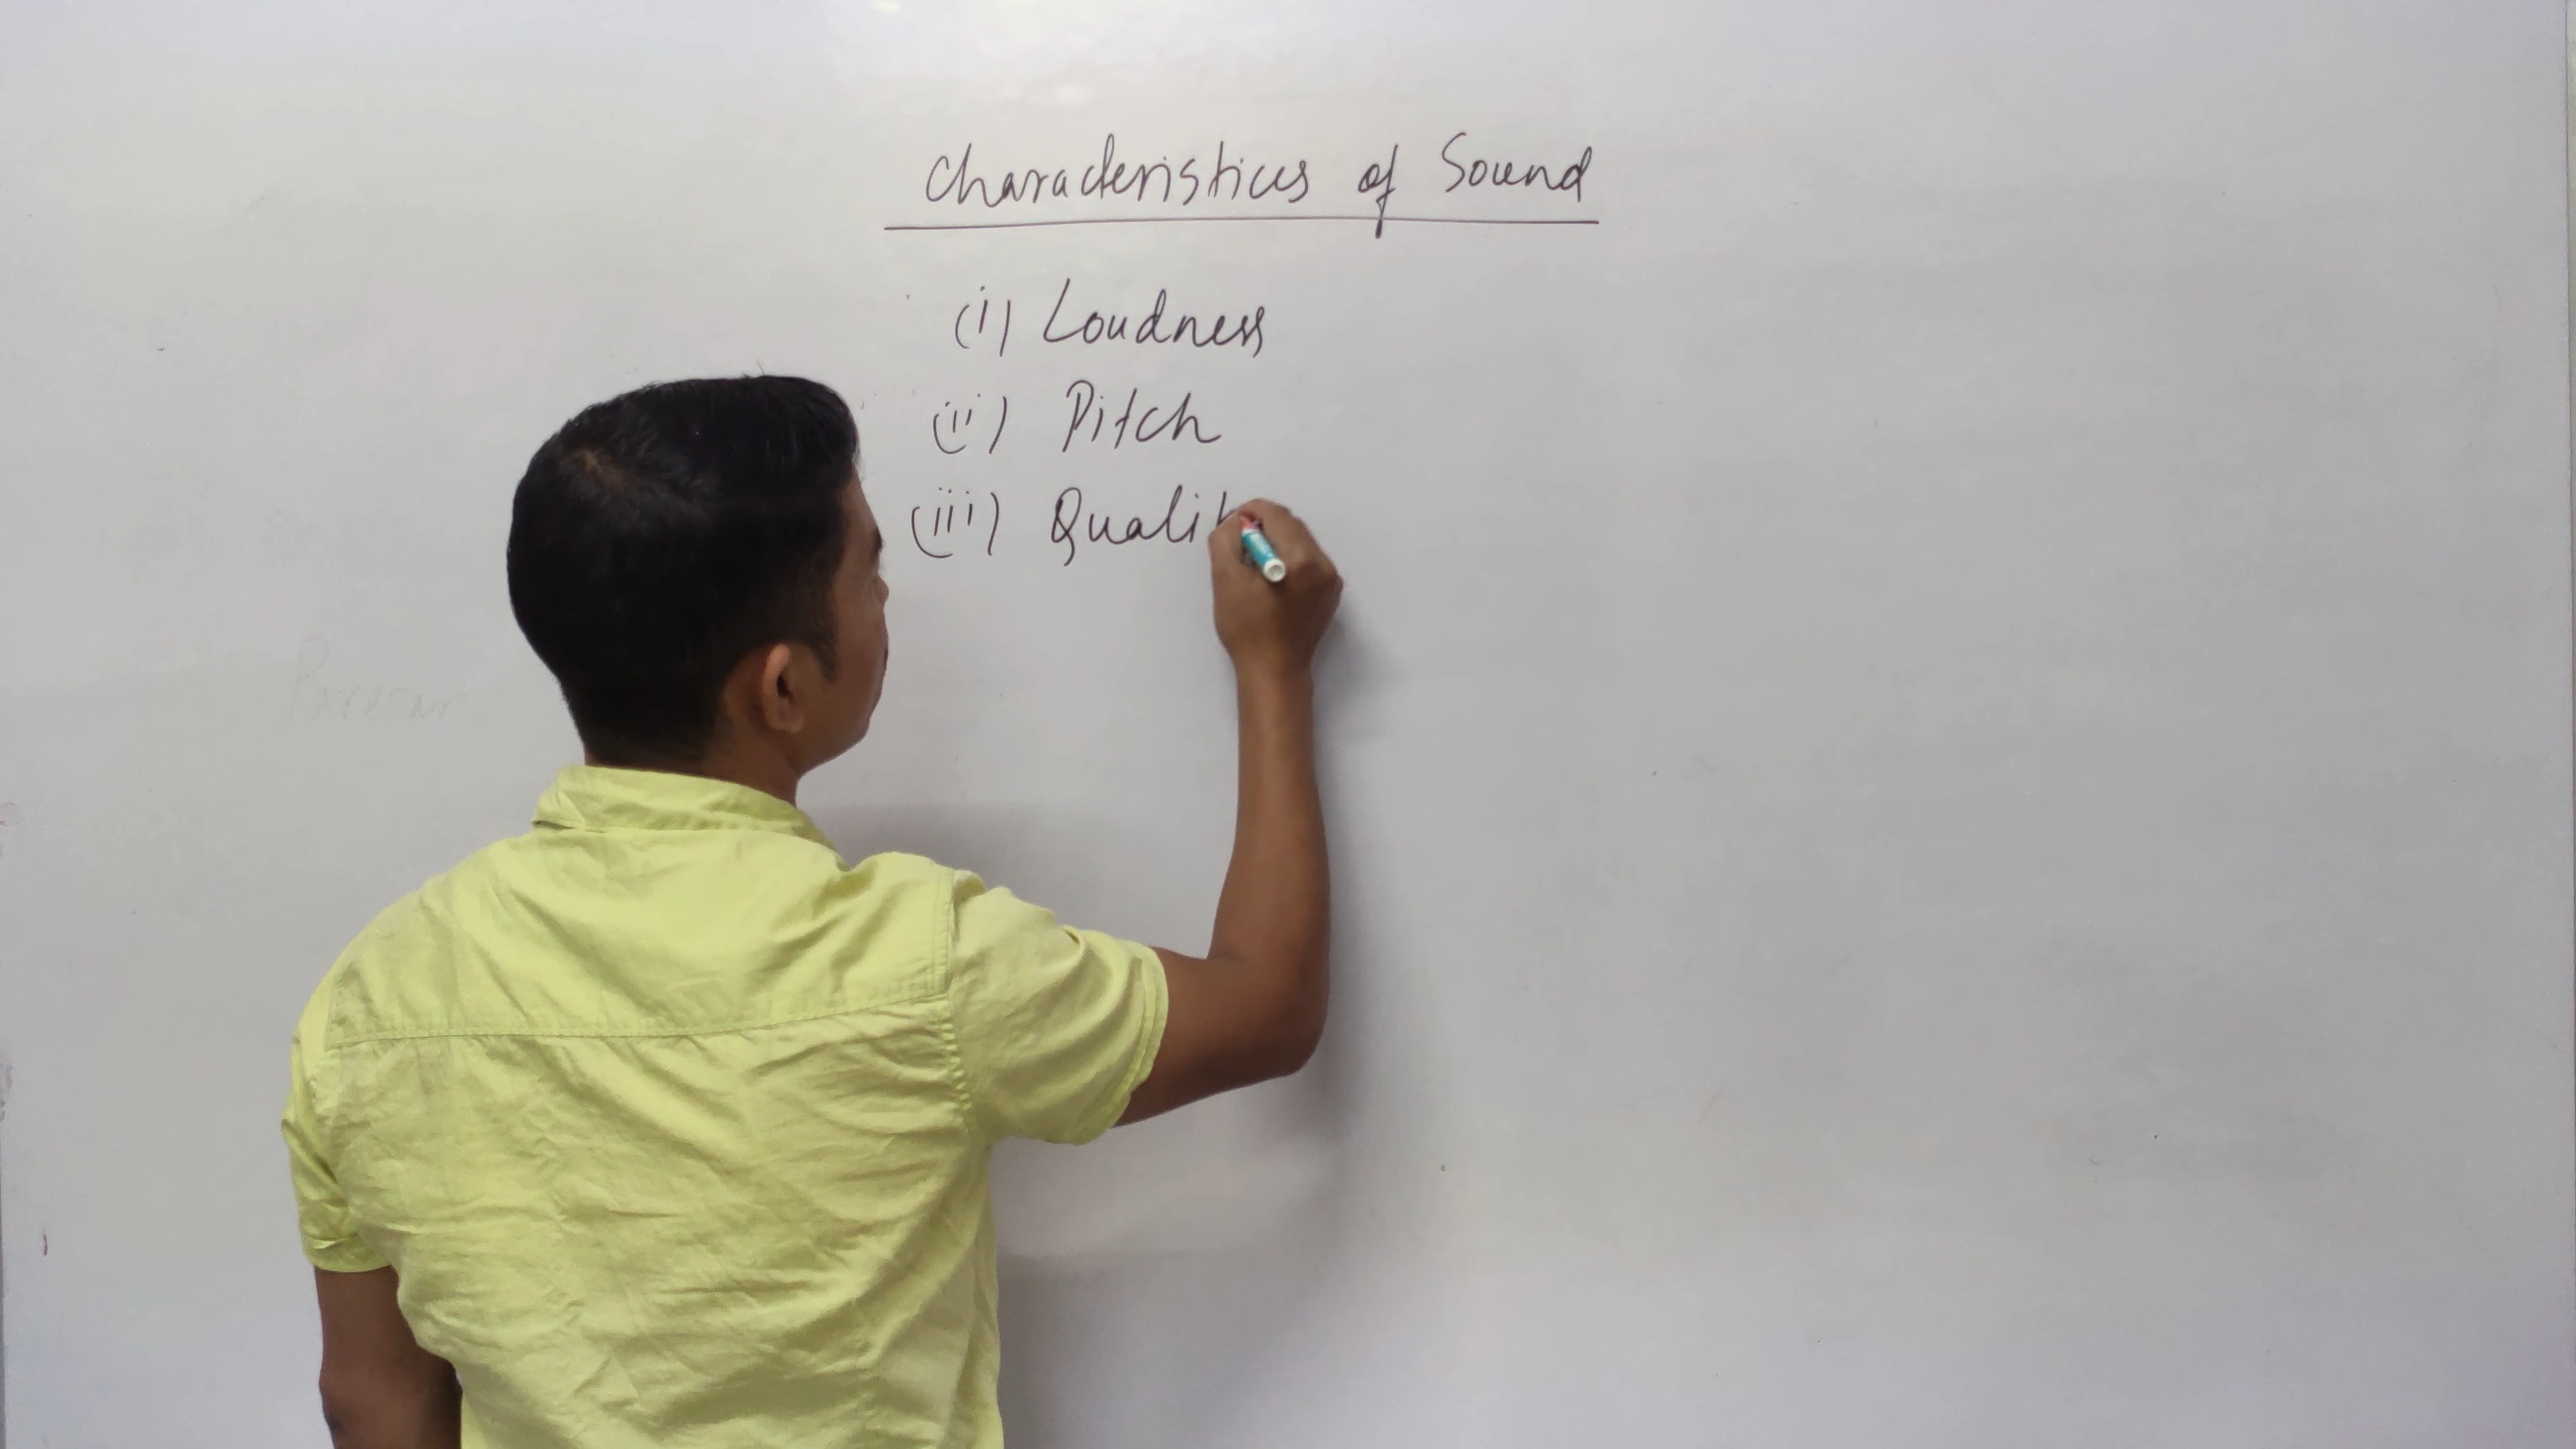 Characteristics of Sound
(i) Loudness
(ii) Pitch
(iii) Qualit